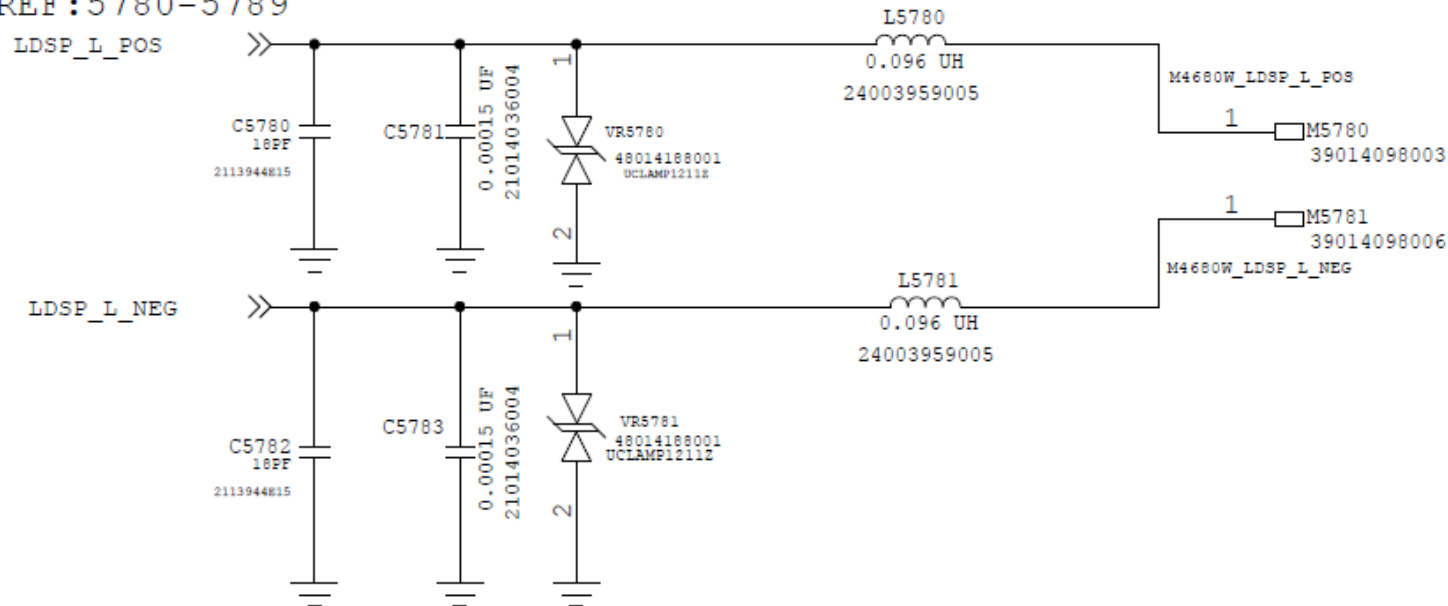 REF:5780-5789
L5780
LDSP_L_POS
0.096 UH
24003959005
M4680W_LDSP_L_POS
1
1
M5780
39014098003
C5780
18PF
2113944E15
C5781
0.00015 UF
21014036004
VR5780
48014188001
UCLAMP1211Z
2
1
M5781
39014098006
M4680W_LDSP_L_NEG
L5781
LDSP_L_NEG
0.096 UH
24003959005
1
C5782
18PF
2113944E15
C5783
0.00015 UF
21014036004
VR5781
48014188001
UCLAMP1211Z
2